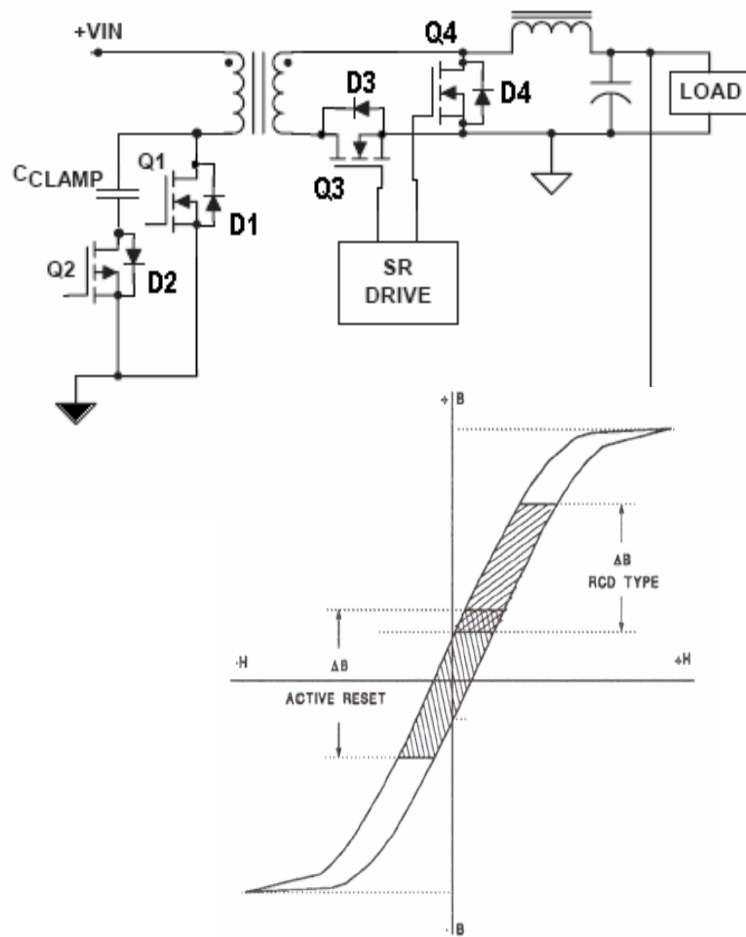 +VIN
Q4
D3
D4
LOAD
Q1
CCLAMP
D1
Q3
Q2
D2
SR
DRIVE
+B
ΔB
RCD TYPE
-H
+H
ΔB
ACTIVE RESET
-B